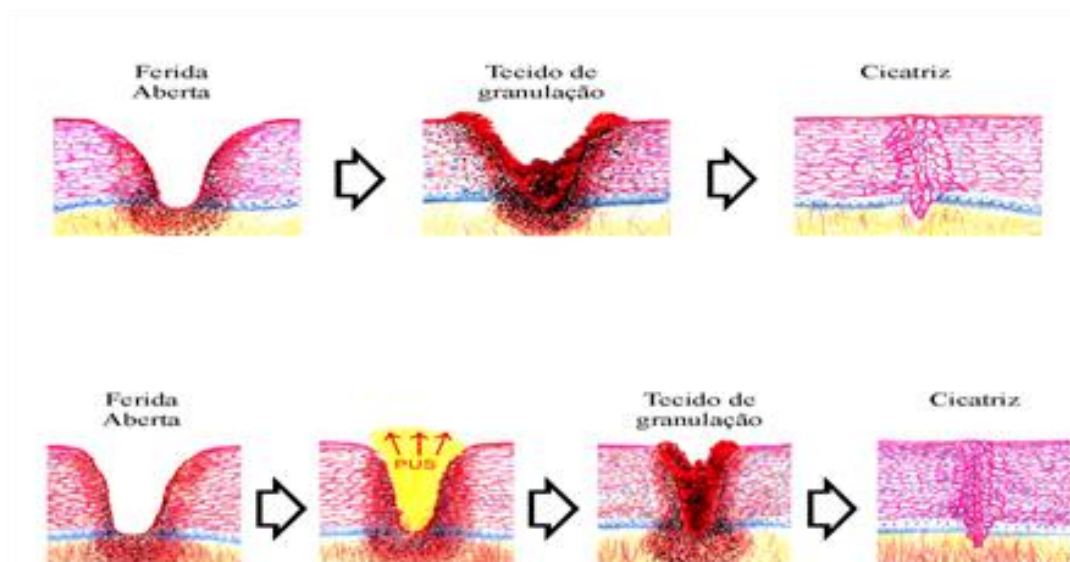 Ferida
Aberta
Tecido de
granulação
Cicatriz
Ferida
Aberta
PUS
Tecido de
granulação
Cicatriz